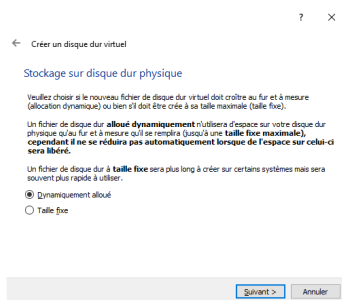 ? ×
← Créer un disque dur virtuel
Stockage sur disque dur physique
Veuillez choisir si le nouveau fichier de disque dur virtuel doit croître au fur et à mesure
(allocation dynamique) ou bien s'il doit être crée à sa taille maximale (taille fixe).
Un fichier de disque dur alloué dynamiquement n'utilisera d'espace sur votre disque dur
physique qu'au fur et à mesure qu'il se remplira (jusqu'à une taille fixe maximale),
cependant il ne se réduira pas automatiquement lorsque de l'espace sur celui-ci
sera libéré.
Un fichier de disque dur à taille fixe sera plus long à créer sur certains systèmes mais sera
souvent plus rapide à utiliser.
Dynamiquement alloué
Taille fixe
Suivant > Annuler